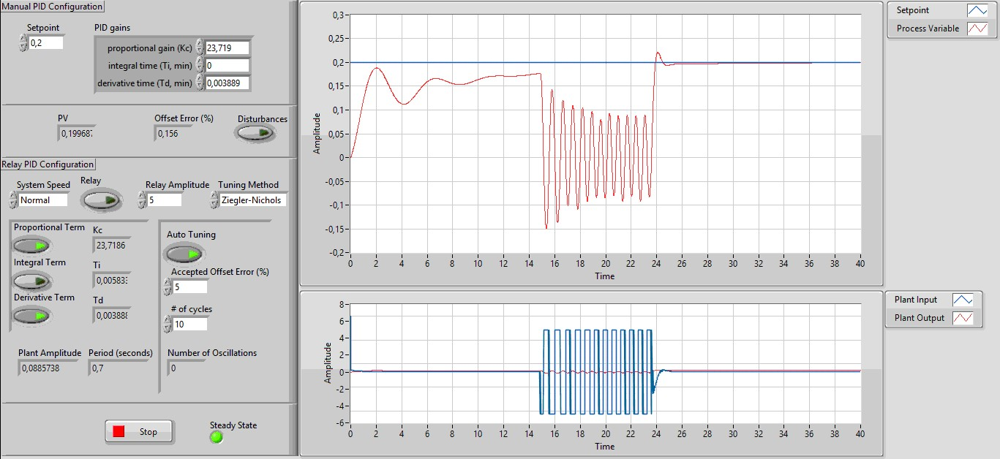 Manual PID Configuration
Setpoint
0,2
PID gains
proportional gain (Kc) 23,719
integral time (Ti, min) 0
derivative time (Td, min) 0,003889
PV
0,199687
Offset Error (%)
0,156
Disturbances
Relay PID Configuration
System Speed
Normal
Relay
Relay Amplitude
5
Tuning Method
Ziegler-Nichols
Proportional Term
Kc
23,7186
Integral Term
Ti
0,00583
Derivative Term
Td
0,00388
Auto Tuning
Accepted Offset Error (%)
5
# of cycles
10
Plant Amplitude
0,0885738
Period (seconds)
0,7
Number of Oscillations
0
Stop
Steady State
0,3
0,25
0,2
0,15
0,1
0,05
0
-0,05
-0,1
-0,15
-0,2
Amplitude
0 2 4 6 8 10 12 14 16 18 20 22 24 26 28 30 32 34 36 38 40
Time
Setpoint
Process Variable
8
6
4
2
0
-2
-4
-6
Amplitude
0 2 4 6 8 10 12 14 16 18 20 22 24 26 28 30 32 34 36 38 40
Time
Plant Input
Plant Output